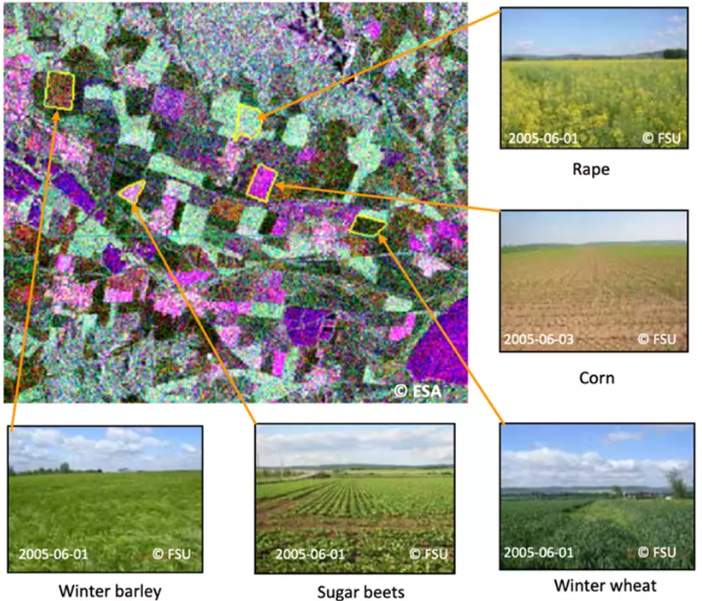 2005-06-01 © FSU
Rape
2005-06-03 © FSU
Corn
© ESA
2005-06-01 © FSU
Winter barley
2005-06-01 © FSU
Sugar beets
2005-06-01 © FSU
Winter wheat